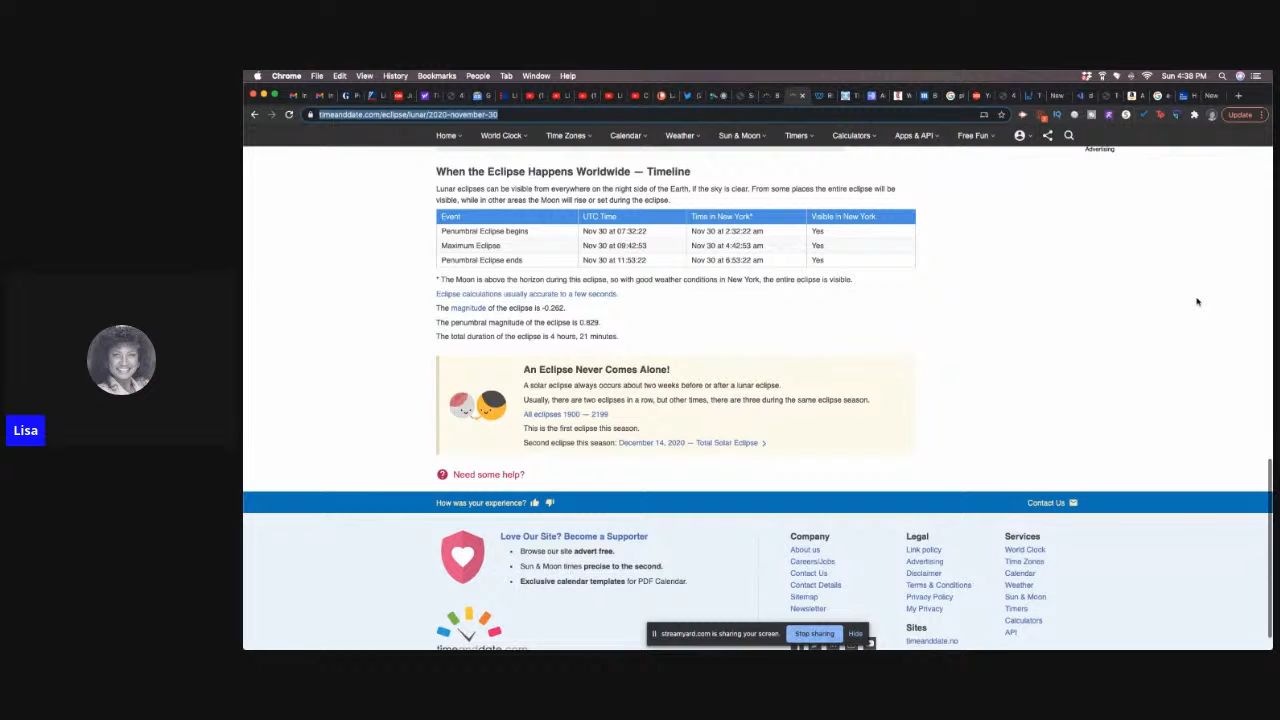 Chrome File Edit View History Bookmarks People Tab Window Help Sun 4:38 PM
timeanddate.com/eclipse/lunar/2020-november-30 Update
Home World Clock Time Zones Calendar Weather Sun & Moon Timers Calculators Apps & API Free Fun
Advertising
When the Eclipse Happens Worldwide — Timeline
Lunar eclipses can be visible from everywhere on the night side of the Earth, if the sky is clear. From some places the entire eclipse will be
visible, while in other areas the Moon will rise or set during the eclipse.
Event UTC Time Time in New York* Visible in New York
Penumbral Eclipse begins Nov 30 at 07:32:22 Nov 30 at 2:32:22 am Yes
Maximum Eclipse Nov 30 at 09:42:53 Nov 30 at 4:42:53 am Yes
Penumbral Eclipse ends Nov 30 at 11:53:22 Nov 30 at 6:53:22 am Yes
* The Moon is above the horizon during this eclipse, so with good weather conditions in New York, the entire eclipse is visible.
Eclipse calculations usually accurate to a few seconds.
The magnitude of the eclipse is -0.262.
The penumbral magnitude of the eclipse is 0.829.
The total duration of the eclipse is 4 hours, 21 minutes.
An Eclipse Never Comes Alone!
A solar eclipse always occurs about two weeks before or after a lunar eclipse.
Usually, there are two eclipses in a row, but other times, there are three during the same eclipse season.
All eclipses 1900 — 2199
This is the first eclipse this season.
Second eclipse this season: December 14, 2020 — Total Solar Eclipse
Lisa
Need some help?
How was your experience? Contact Us
Love Our Site? Become a Supporter
• Browse our site advert free.
• Sun & Moon times precise to the second.
• Exclusive calendar templates for PDF Calendar.
Company
About us
Careers/Jobs
Contact Us
Contact Details
Sitemap
Newsletter
Legal
Link policy
Advertising
Disclaimer
Terms & Conditions
Privacy Policy
My Privacy
Sites
timeanddate.no
Services
World Clock
Time Zones
Calendar
Weather
Sun & Moon
Timers
Calculators
API
streamyard.com is sharing your screen. Stop sharing Hide
timeanddate.com